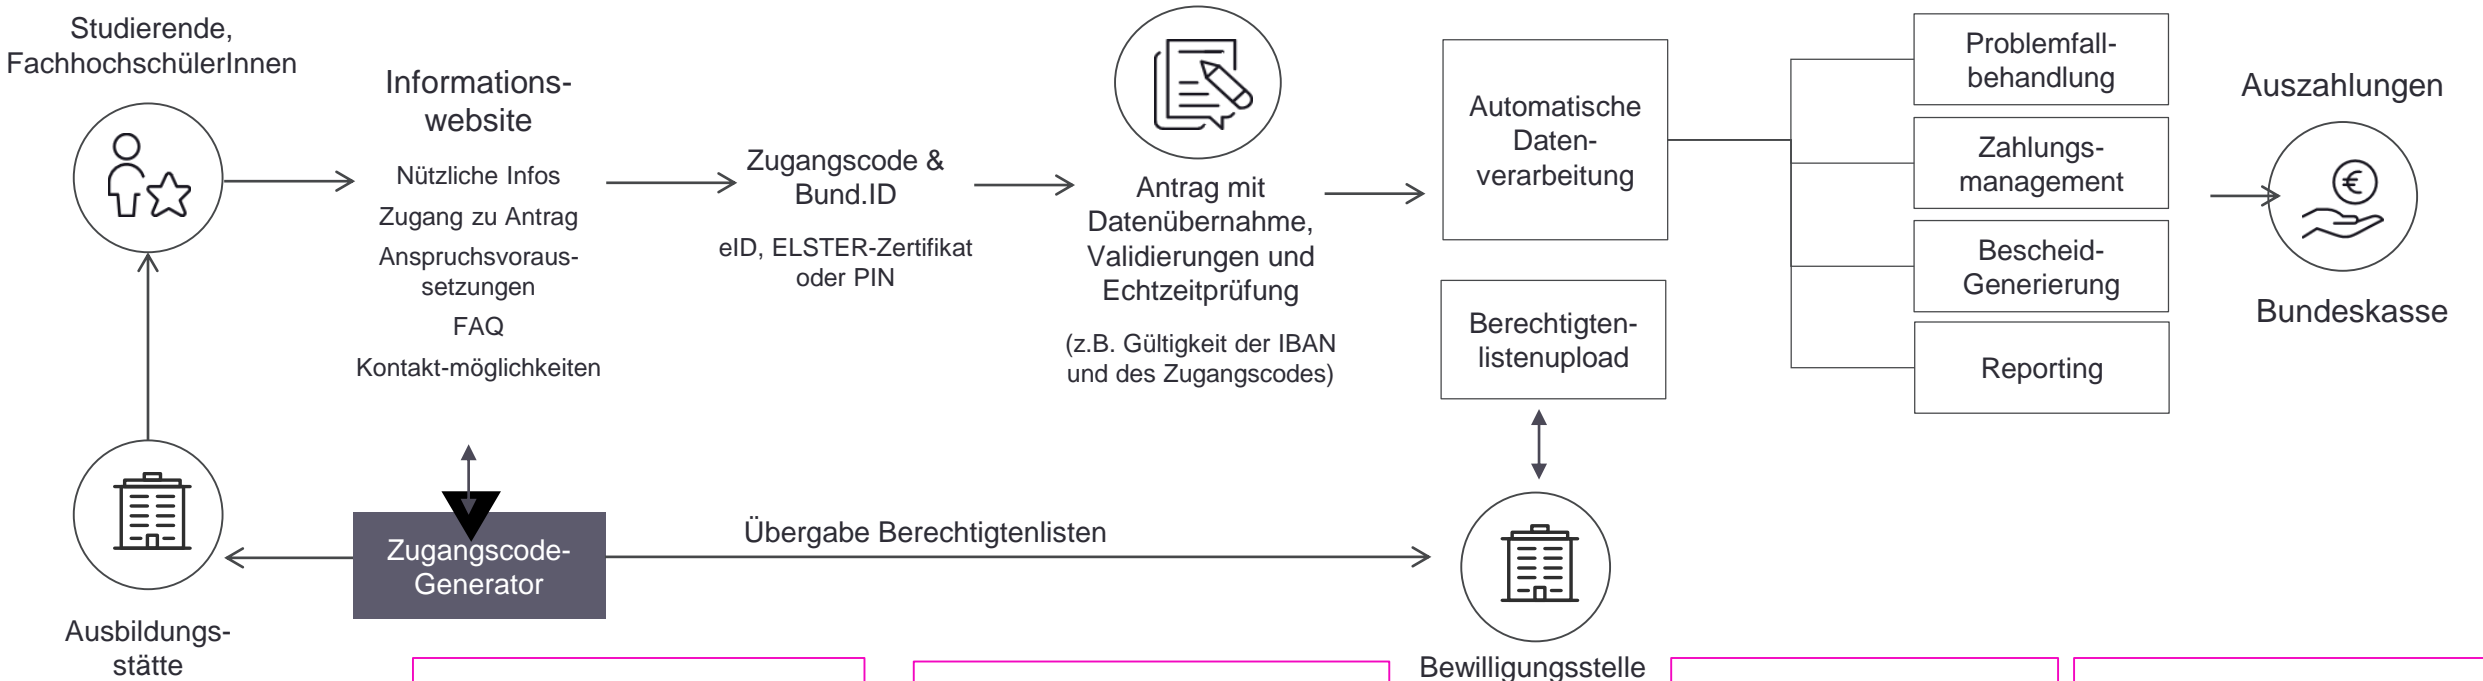 Studierende,
FachhochschülerInnen
Informations-
website
Nützliche Infos
Zugang zu Antrag
Anspruchsvoraus-
setzungen
FAQ
Kontakt-möglichkeiten
Zugangscode &
Bund.ID
eID, ELSTER-Zertifikat
oder PIN
Antrag mit
Datenübernahme,
Validierungen und
Echtzeitprüfung
(z.B. Gültigkeit der IBAN
und des Zugangscodes)
Automatische
Daten-
verarbeitung
Berechtigten-
listenupload
Problemfall-
behandlung
Zahlungs-
management
Bescheid-
Generierung
Reporting
Auszahlungen
€
Bundeskasse
Zugangscode-
Generator
Übergabe Berechtigtenlisten
Ausbildungs-
stätte
Bewilligungsstelle